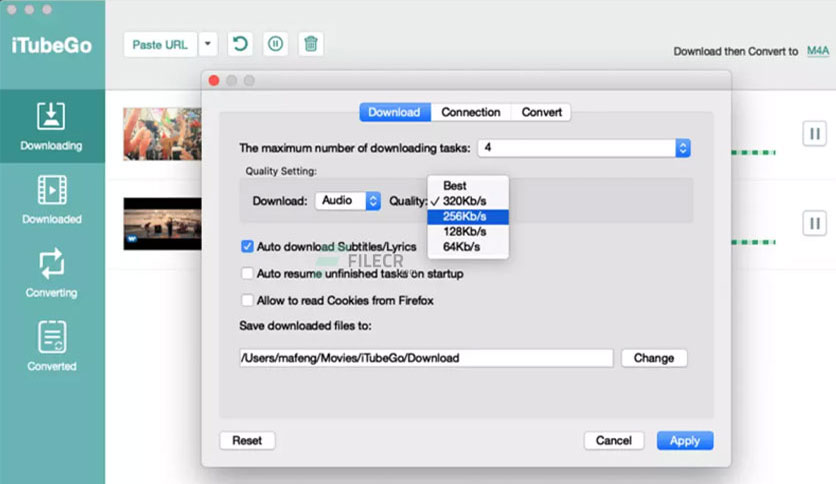 iTubeGo
Paste URL
Download then Convert to M4A
Downloading
Downloaded
Converting
Converted
Download Connection Convert
The maximum number of downloading tasks: 4
Quality Setting:
Download: Audio Quality: ✓ 320Kb/s
Best
256Kb/s
128Kb/s
64Kb/s
Auto download Subtitles/Lyrics
FILECR
.com
Auto resume unfinished tasks on startup
Allow to read Cookies from Firefox
Save downloaded files to:
/Users/mafeng/Movies/iTubeGo/Download Change
Reset Cancel Apply